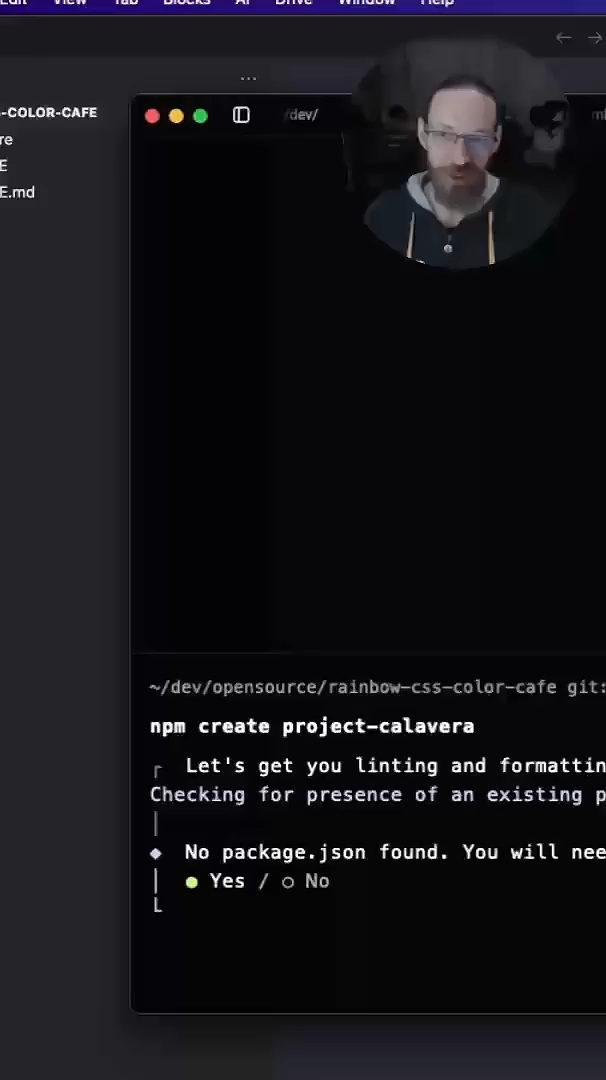 Edit View Tab Blocks AI Drive Window Help
...
S-COLOR-CAFE
/dev/
re
E
E.md
~/dev/opensource/rainbow-css-color-cafe git:
npm create project-calavera
Let's get you linting and formattin
Checking for presence of an existing p
No package.json found. You will nee
Yes / No